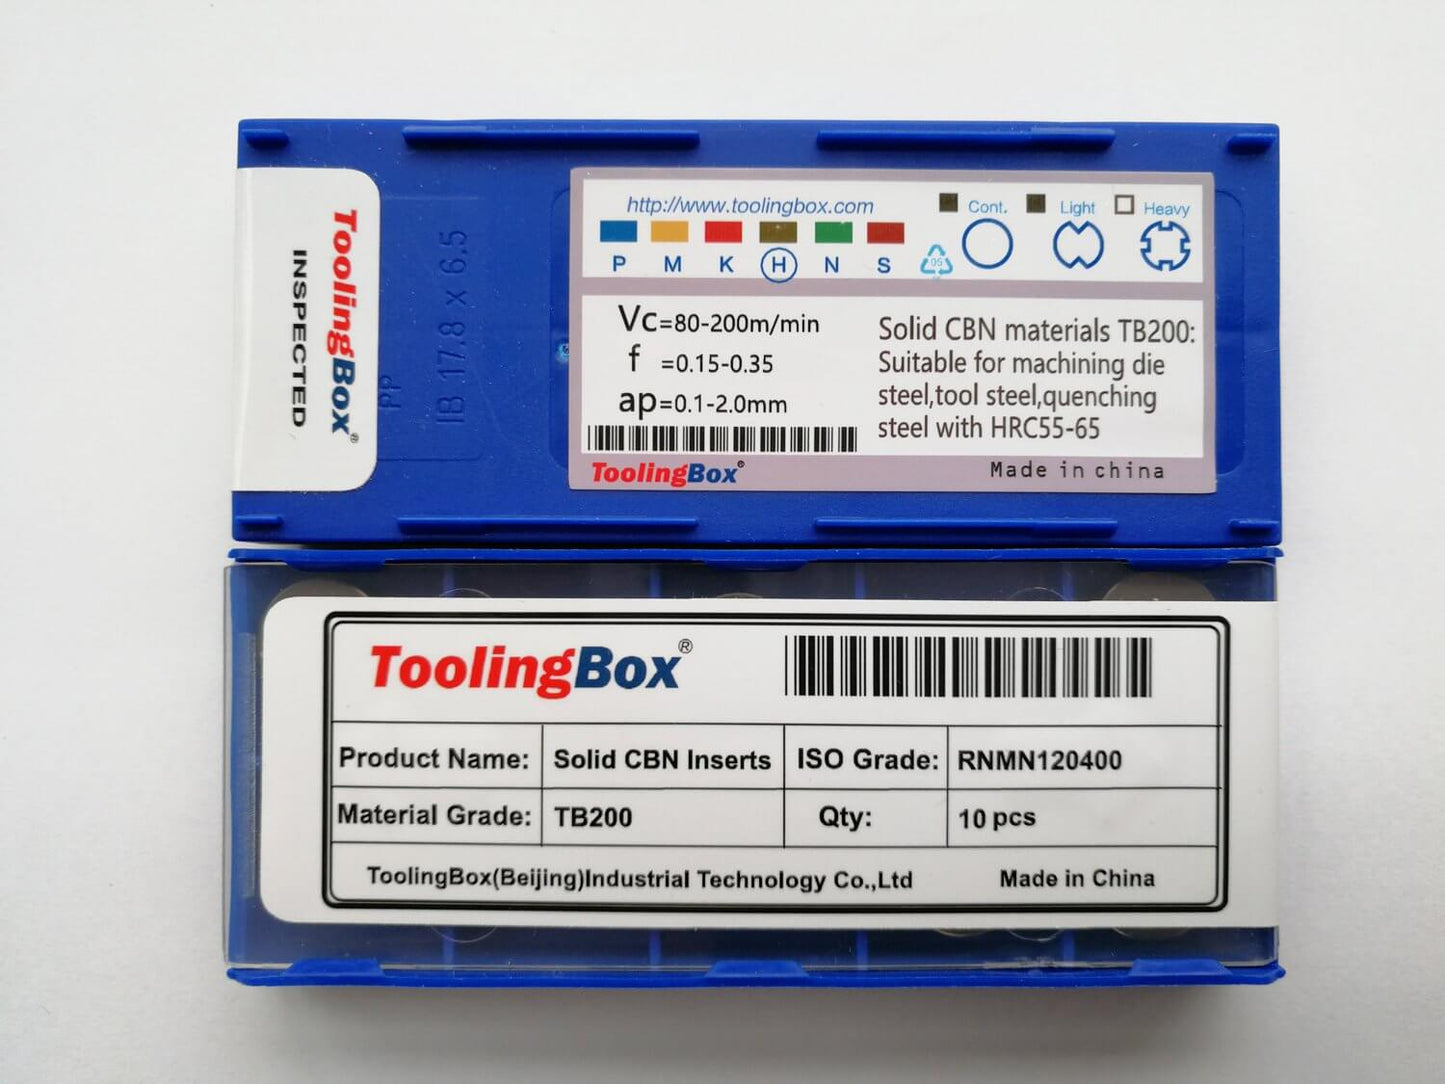 ToolingBox®
INSPECTED
PP
IB 17.8 x 6.5
http://www.toolingbox.com
P M K H N S
05
Cont. Light Heavy
Vc=80-200m/min
f =0.15-0.35
ap=0.1-2.0mm
Solid CBN materials TB200:
Suitable for machining die
steel,tool steel,quenching
steel with HRC55-65
ToolingBox®
Made in china
ToolingBox®
Product Name: Solid CBN Inserts ISO Grade: RNMN120400
Material Grade: TB200 Qty: 10 pcs
ToolingBox(Beijing)Industrial Technology Co.,Ltd Made in China